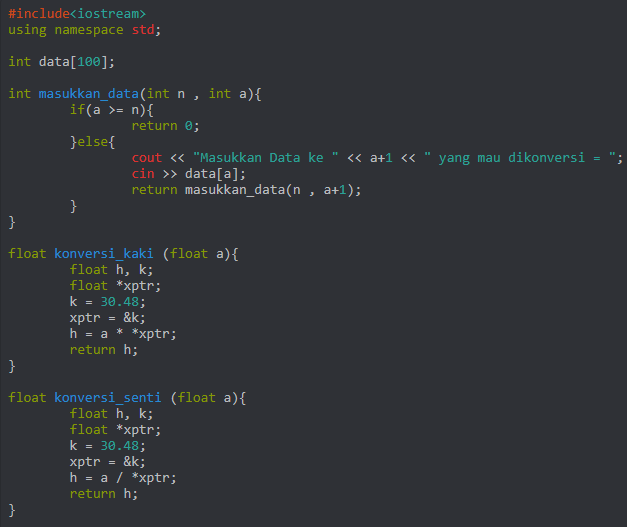 #include<iostream>
using namespace std;

int data[100];

int masukkan_data(int n , int a){
        if(a >= n){
                return 0;
        }else{
                cout << "Masukkan Data ke " << a+1 << " yang mau dikonversi = ";
                cin >> data[a];
                return masukkan_data(n , a+1);
        }
}

float konversi_kaki (float a){
        float h, k;
        float *xptr;
        k = 30.48;
        xptr = &k;
        h = a * *xptr;
        return h;
}

float konversi_senti (float a){
        float h, k;
        float *xptr;
        k = 30.48;
        xptr = &k;
        h = a / *xptr;
        return h;
}